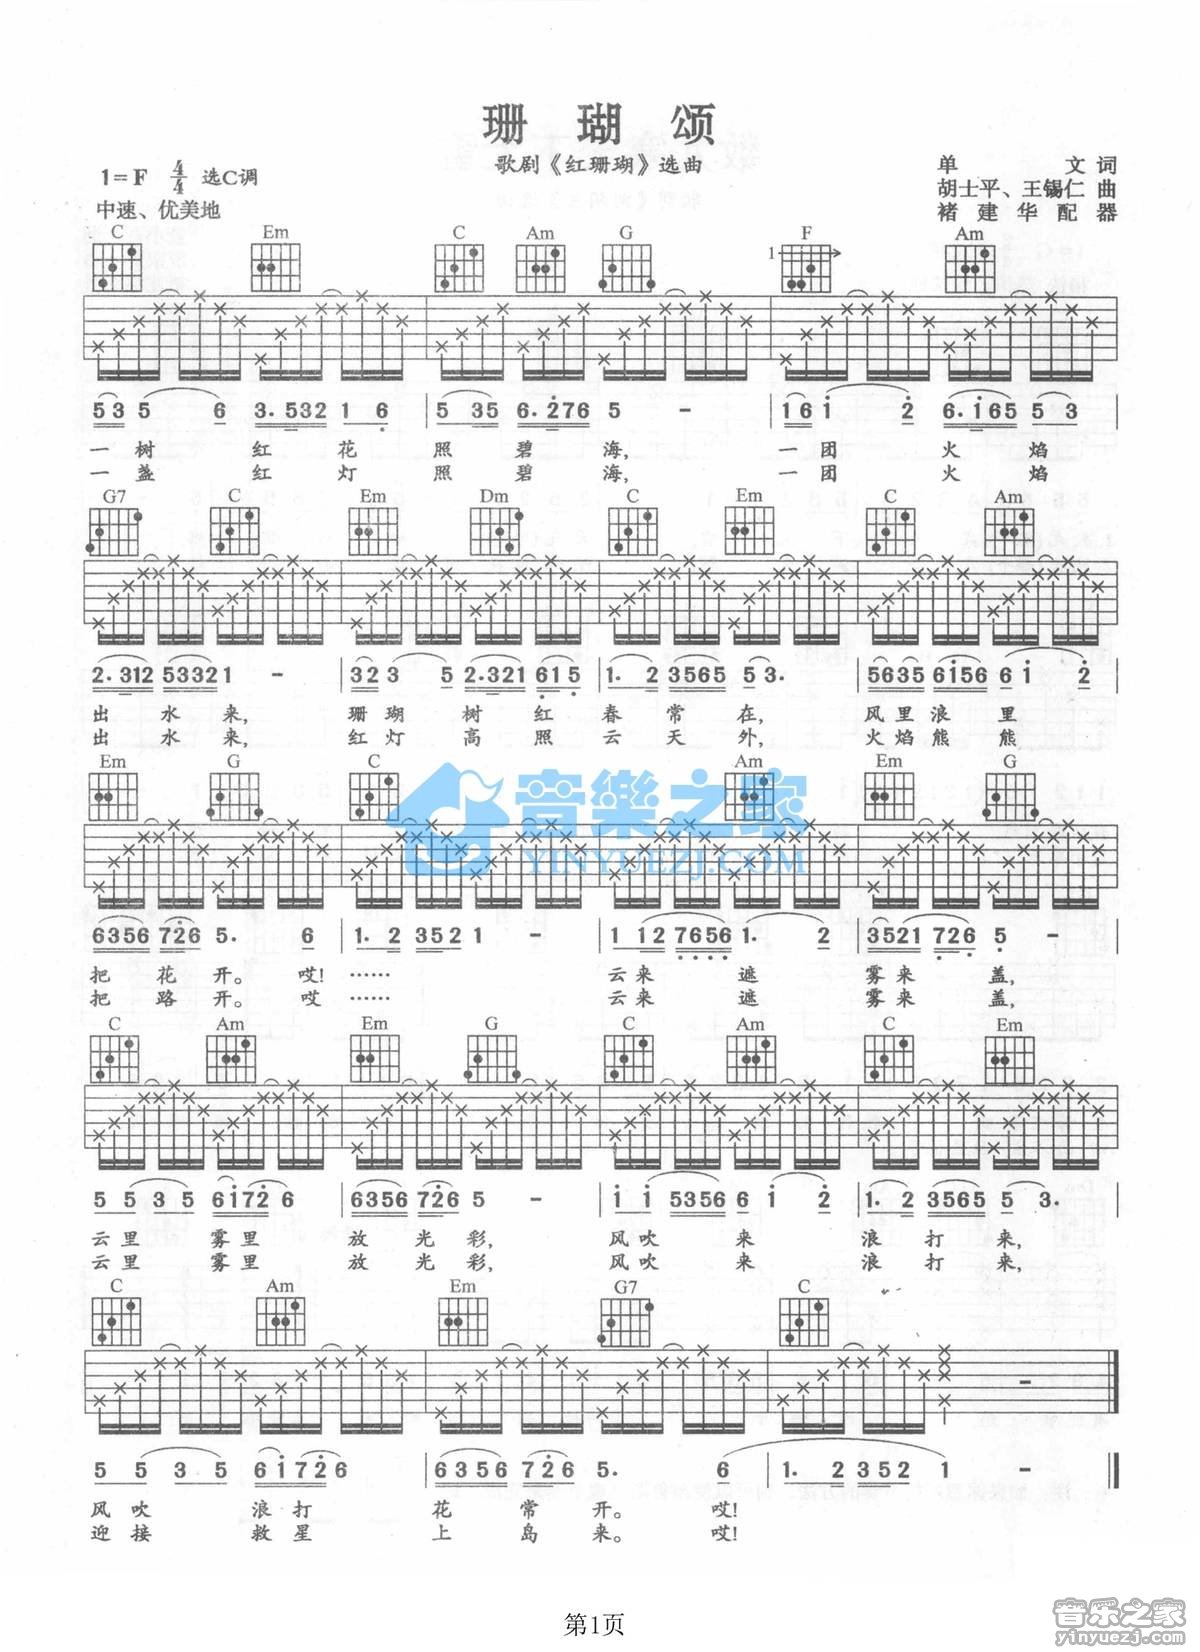 珊瑚颂
歌剧《红珊瑚》选曲
1=F 4/4 选C调
中速、优美地
单文词
胡士平、王锡仁 曲
褚建华配器
C Em C Am G F Am
1
53 5 6 3.532 1 6 5 35 6.276 5 - 161 2 6.165 5 3
一树 红花 照碧海, 一团火焰
一盏 红灯 照碧海, 一团火焰
G7 C Em Dm C Em C Am
2.312 53321 - 32 3 5 2.321 615 1.2 3565 5 3. 5635 6156 6 1 2
出水来, 珊瑚树红春常在, 风里浪里
出水来, 红灯高照云天外, 火焰熊熊
Em G C Am Em G
音樂之家
YINYUEZJ.COM
6356 726 5. 6 1.2 352 1 - 1 12 7656 1. 2 3521 726 5 -
把花开。哎!…… 云来遮 雾来盖,
把路开。哎…… 云来遮 雾来盖,
C Am Em G C Am C Em
5 5 3 5 61726 6356 726 5 - 1 1 5356 6 1 2 1.2 3565 5 3.
云里雾里放光彩, 风吹来 浪打来,
云里雾里放光彩, 风吹来 浪打来,
C Am Em G7 C
-
5 5 3 5 61726 6356 726 5. 6 1. 2 352 1 -
风吹浪打花常开。哎!
迎接救星上岛来。哎!
第1页
音乐之家
yinyuezj.com